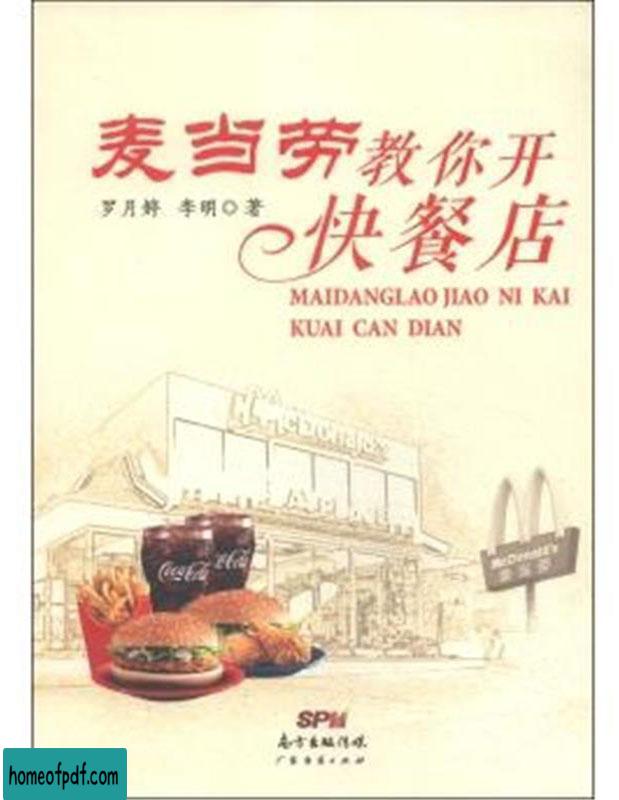 麦当劳教你开
快餐店
罗月婷 李明◎著
MAIDANGLAO JIAO NI KAI
KUAI CAN DIAN
McDonald's
McDonald's
麦当劳
Coca-Cola
Coca-Cola
SPM
南方出版传媒
广东经济出版社
homeofpdf.com